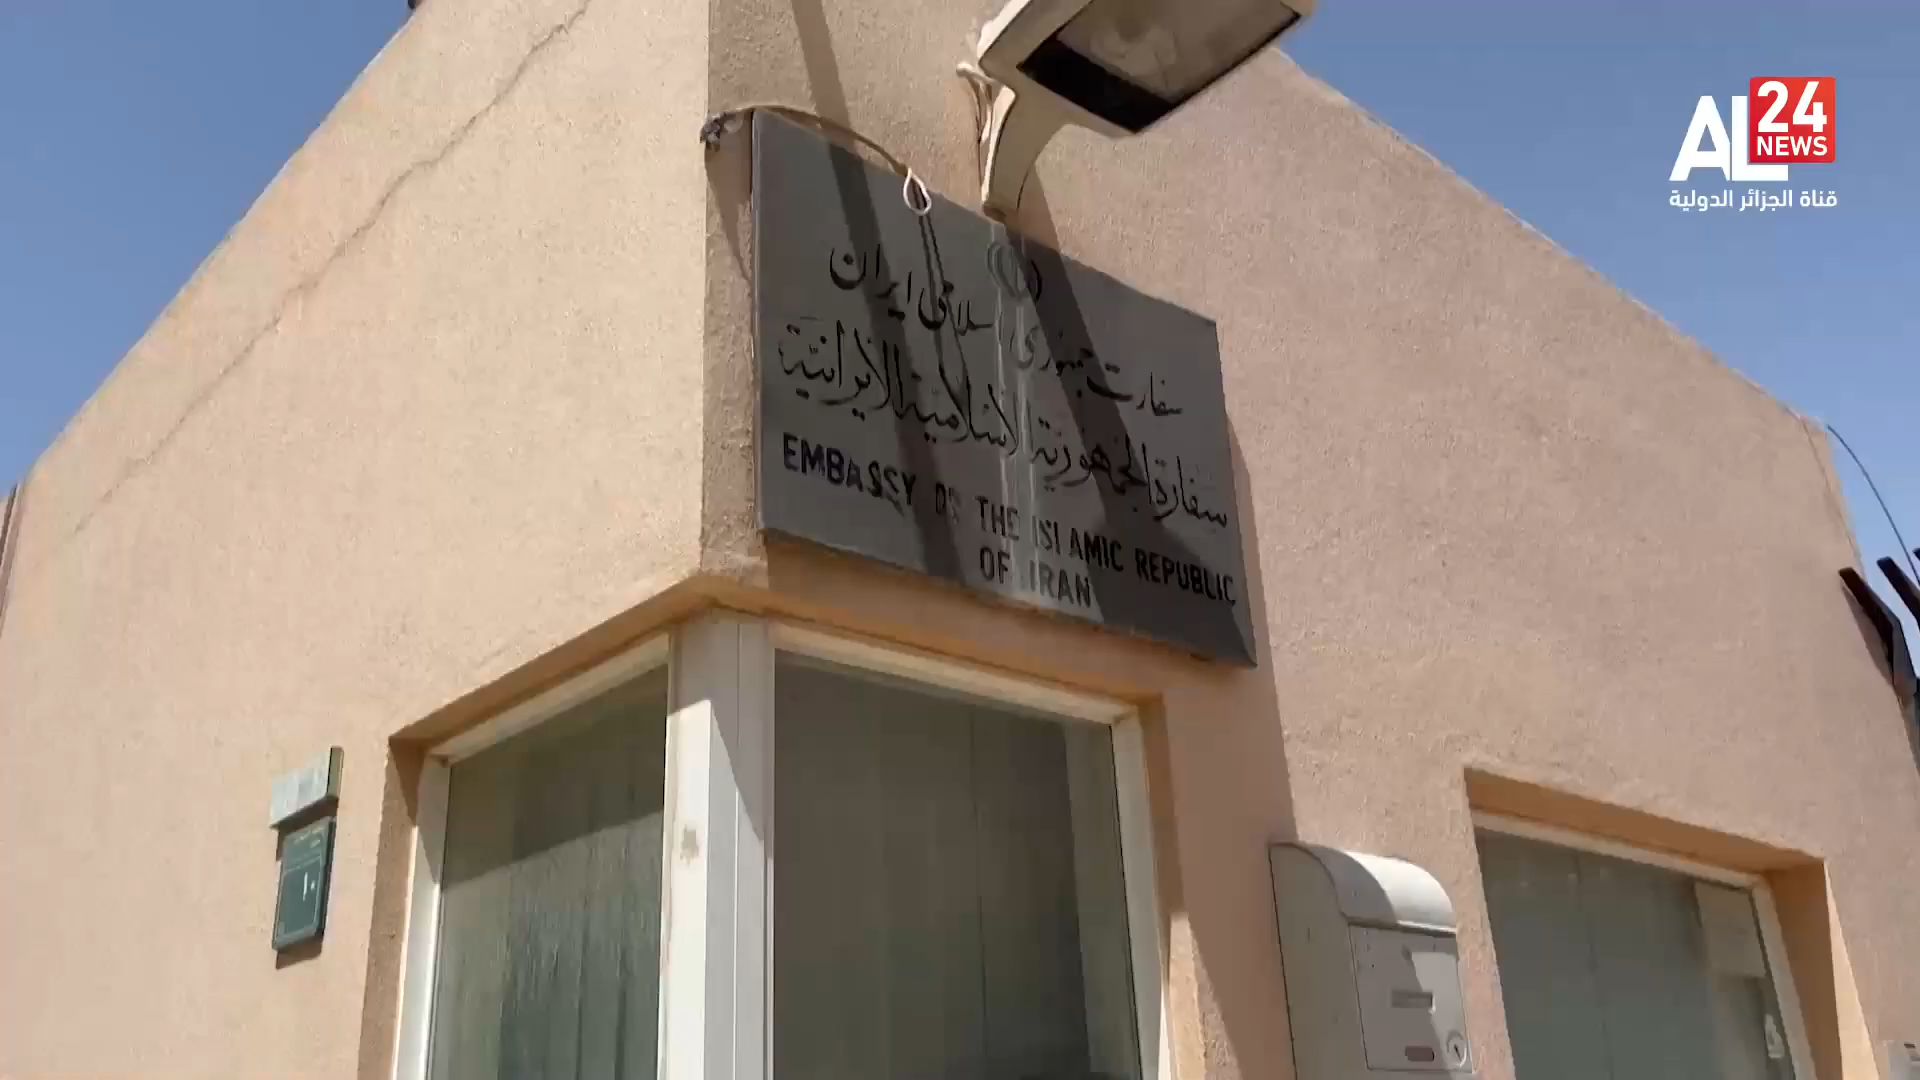 AL
24
NEWS
قناة الجزائر الدولية
سفارت جمهوری اسلامی ایران
سفارة الجمهورية الإسلامية الإيرانية
EMBASSY OF THE ISLAMIC REPUBLIC
OF IRAN
١٠